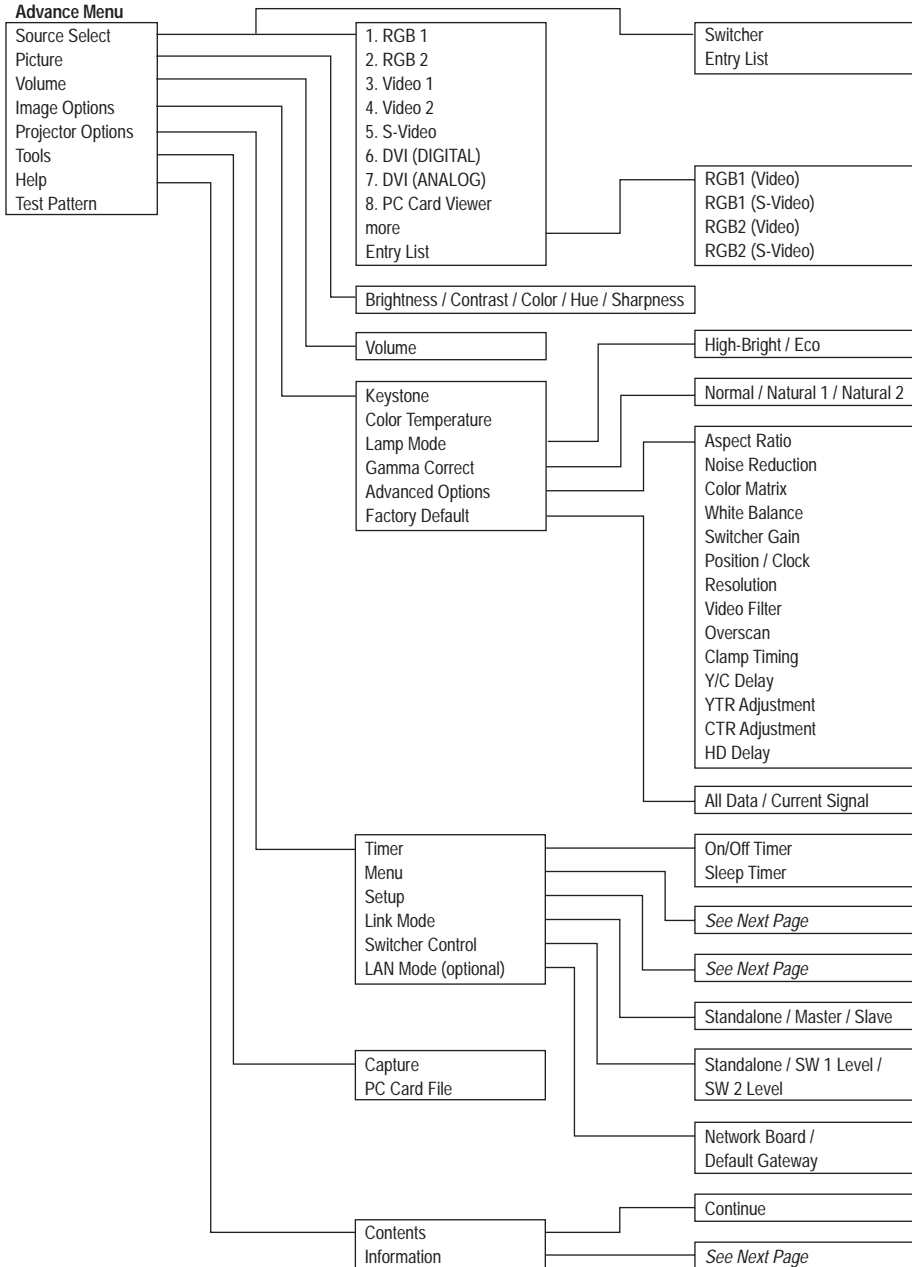 Advance Menu
Source Select
Picture
Volume
Image Options
Projector Options
Tools
Help
Test Pattern
1. RGB 1
2. RGB 2
3. Video 1
4. Video 2
5. S-Video
6. DVI (DIGITAL)
7. DVI (ANALOG)
8. PC Card Viewer
more
Entry List
Switcher
Entry List
RGB1 (Video)
RGB1 (S-Video)
RGB2 (Video)
RGB2 (S-Video)
Brightness / Contrast / Color / Hue / Sharpness
Volume
Keystone
Color Temperature
Lamp Mode
Gamma Correct
Advanced Options
Factory Default
High-Bright / Eco
Normal / Natural 1 / Natural 2
Aspect Ratio
Noise Reduction
Color Matrix
White Balance
Switcher Gain
Position / Clock
Resolution
Video Filter
Overscan
Clamp Timing
Y/C Delay
YTR Adjustment
CTR Adjustment
HD Delay
All Data / Current Signal
Timer
Menu
Setup
Link Mode
Switcher Control
LAN Mode (optional)
On/Off Timer
Sleep Timer
See Next Page
See Next Page
Standalone / Master / Slave
Standalone / SW 1 Level /
SW 2 Level
Network Board /
Default Gateway
Capture
PC Card File
Contents
Information
Continue
See Next Page